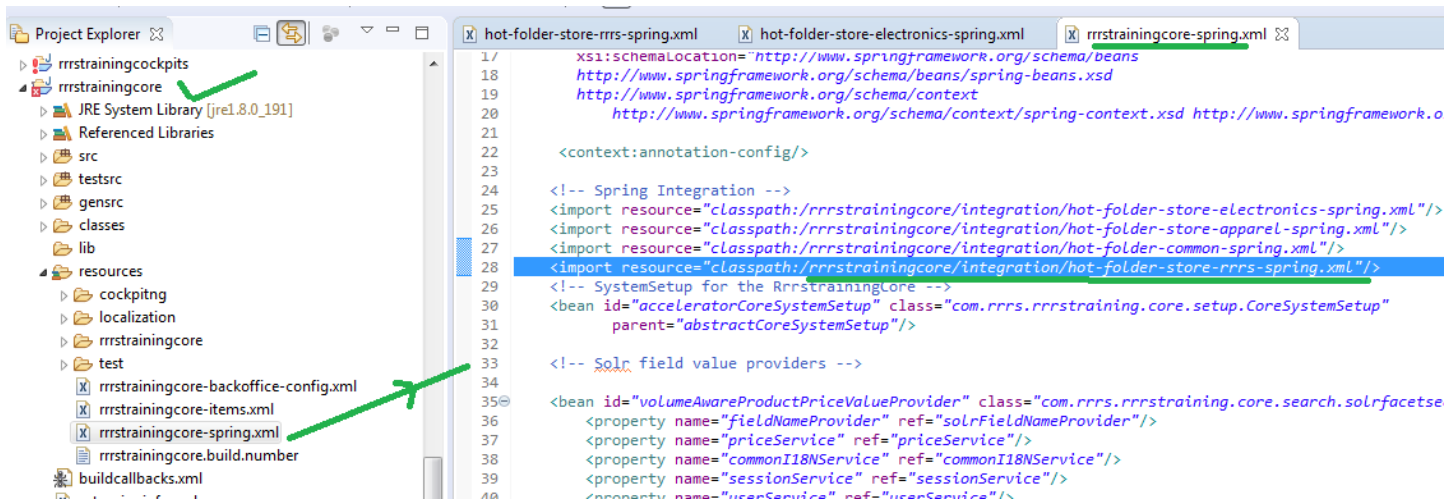 Project Explorer
rrrstrainingcockpits
rrrstrainingcore
JRE System Library [jre1.8.0_191]
Referenced Libraries
src
testsrc
gensrc
classes
lib
resources
cockpitng
localization
rrrstrainingcore
test
rrrstrainingcore-backoffice-config.xml
rrrstrainingcore-items.xml
rrrstrainingcore-spring.xml
rrrstrainingcore.build.number
buildcallbacks.xml
hot-folder-store-rrrs-spring.xml
hot-folder-store-electronics-spring.xml
rrrstrainingcore-spring.xml
17 xsi:schemaLocation="http://www.springframework.org/schema/beans
18 http://www.springframework.org/schema/beans/spring-beans.xsd
19 http://www.springframework.org/schema/context
20 http://www.springframework.org/schema/context/spring-context.xsd http://www.springframework.o
21
22 <context:annotation-config/>
23
24 <!-- Spring Integration -->
25 <import resource="classpath:/rrrstrainingcore/integration/hot-folder-store-electronics-spring.xml"/>
26 <import resource="classpath:/rrrstrainingcore/integration/hot-folder-store-apparel-spring.xml"/>
27 <import resource="classpath:/rrrstrainingcore/integration/hot-folder-common-spring.xml"/>
28 <import resource="classpath:/rrrstrainingcore/integration/hot-folder-store-rrrs-spring.xml"/>
29 <!-- SystemSetup for the RrrstrainingCore -->
30 <bean id="acceleratorCoreSystemSetup" class="com.rrrs.rrrstraining.core.setup.CoreSystemSetup"
31 parent="abstractCoreSystemSetup"/>
32
33 <!-- Solr field value providers -->
34
35 <bean id="volumeAwareProductPriceValueProvider" class="com.rrrs.rrrstraining.core.search.solrfacetse
36 <property name="fieldNameProvider" ref="solrFieldNameProvider"/>
37 <property name="priceService" ref="priceService"/>
38 <property name="commonI18NService" ref="commonI18NService"/>
39 <property name="sessionService" ref="sessionService"/>
40 <property name="userService" ref="userService"/>